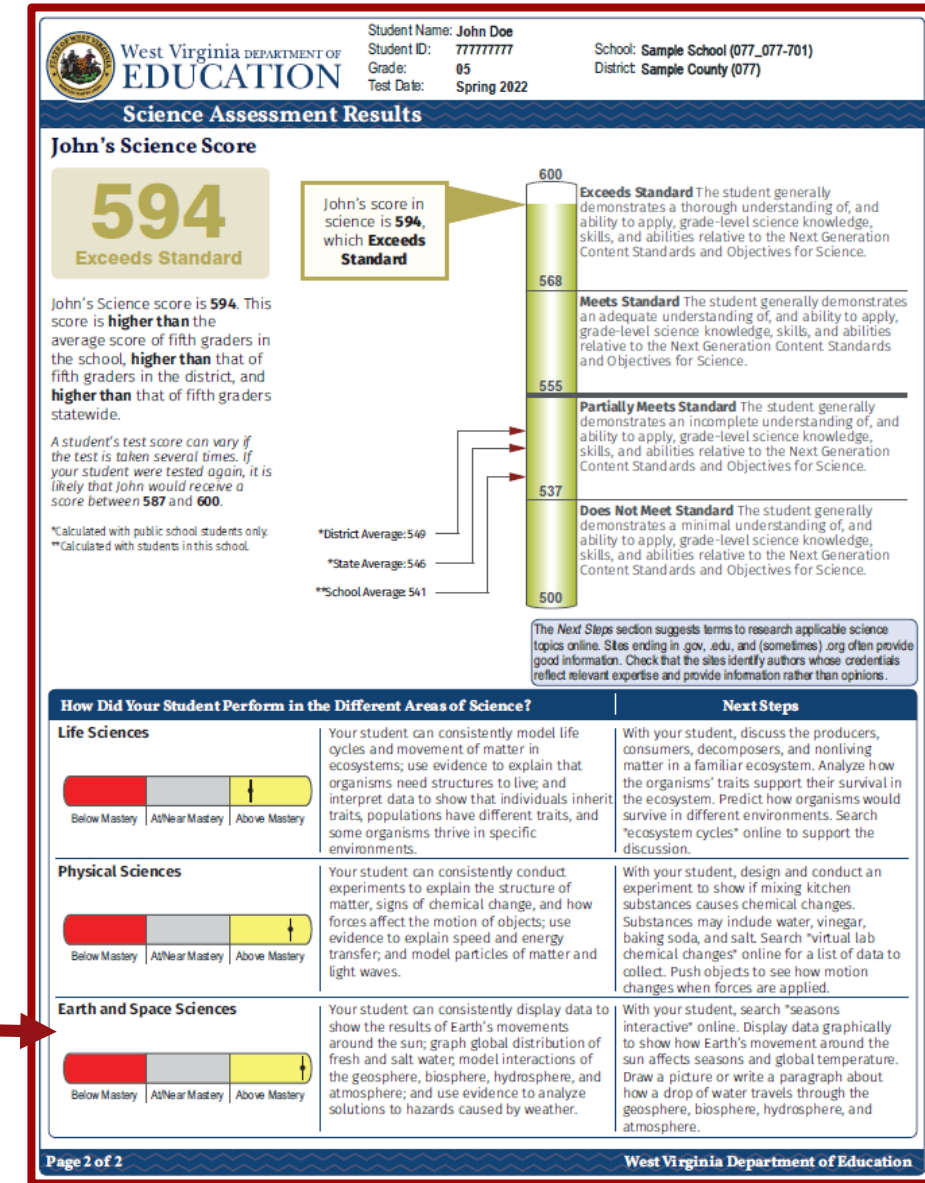 West Virginia DEPARTMENT OF
EDUCATION
Student Name: John Doe
Student ID: 777777777
Grade: 05
Test Date: Spring 2022
School: Sample School (077_077-701)
District: Sample County (077)
Science Assessment Results
John's Science Score
594
Exceeds Standard
John's Science score is 594. This
score is higher than the
average score of fifth graders in
the school, higher than that of
fifth graders in the district, and
higher than that of fifth graders
statewide.
A student's test score can vary if
the test is taken several times. If
your student were tested again, it is
likely that John would receive a
score between 587 and 600.
*Calculated with public school students only.
**Calculated with students in this school.
John's score in
science is 594,
which Exceeds
Standard
*District Average: 549
*State Average: 546
**School Average: 541
600
Exceeds Standard The student generally
demonstrates a thorough understanding of, and
ability to apply, grade-level science knowledge,
skills, and abilities relative to the Next Generation
Content Standards and Objectives for Science.
568
Meets Standard The student generally demonstrates
an adequate understanding of, and ability to apply,
grade-level science knowledge, skills, and abilities
relative to the Next Generation Content Standards
and Objectives for Science.
555
Partially Meets Standard The student generally
demonstrates an incomplete understanding of, and
ability to apply, grade-level science knowledge,
skills, and abilities relative to the Next Generation
Content Standards and Objectives for Science.
537
Does Not Meet Standard The student generally
demonstrates a minimal understanding of, and
ability to apply, grade-level science knowledge,
skills, and abilities relative to the Next Generation
Content Standards and Objectives for Science.
500
The Next Steps section suggests terms to research applicable science
topics online. Sites ending in .gov, .edu, and (sometimes) .org often provide
good information. Check that the sites identify authors whose credentials
reflect relevant expertise and provide information rather than opinions.
How Did Your Student Perform in the Different Areas of Science?
Next Steps
Life Sciences
Below Mastery At/Near Mastery Above Mastery
Your student can consistently model life
cycles and movement of matter in
ecosystems; use evidence to explain that
organisms need structures to live; and
interpret data to show that individuals inherit
traits, populations have different traits, and
some organisms thrive in specific
environments.
With your student, discuss the producers,
consumers, decomposers, and nonliving
matter in a familiar ecosystem. Analyze how
the organisms' traits support their survival in
the ecosystem. Predict how organisms would
survive in different environments. Search
"ecosystem cycles" online to support the
discussion.
Physical Sciences
Below Mastery At/Near Mastery Above Mastery
Your student can consistently conduct
experiments to explain the structure of
matter, signs of chemical change, and how
forces affect the motion of objects; use
evidence to explain speed and energy
transfer; and model particles of matter and
light waves.
With your student, design and conduct an
experiment to show if mixing kitchen
substances causes chemical changes.
Substances may include water, vinegar,
baking soda, and salt. Search "virtual lab
chemical changes" online for a list of data to
collect. Push objects to see how motion
changes when forces are applied.
Earth and Space Sciences
Below Mastery At/Near Mastery Above Mastery
Your student can consistently display data to
show the results of Earth's movements
around the sun; graph global distribution of
fresh and salt water; model interactions of
the geosphere, biosphere, hydrosphere, and
atmosphere; and use evidence to analyze
solutions to hazards caused by weather.
With your student, search "seasons
interactive" online. Display data graphically
to show how Earth's movement around the
sun affects seasons and global temperature.
Draw a picture or write a paragraph about
how a drop of water travels through the
geosphere, biosphere, hydrosphere, and
atmosphere.
Page 2 of 2
West Virginia Department of Education